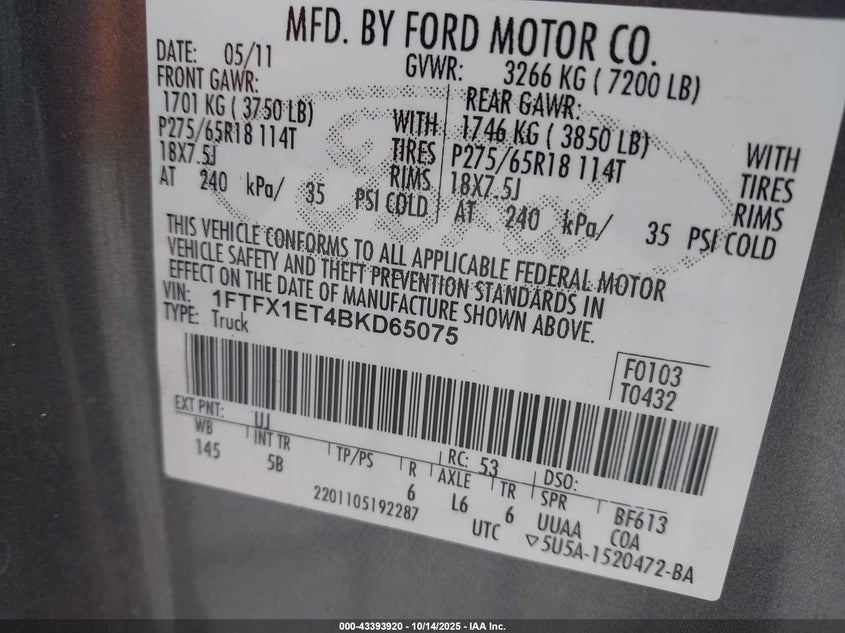 MFD. BY FORD MOTOR CO.
DATE: 05/11 GVWR: 3266 KG ( 7200 LB)
FRONT GAWR: REAR GAWR:
1701 KG ( 3750 LB) WITH 1746 KG ( 3850 LB) WITH
P275/65R18 114T TIRES P275/65R18 114T TIRES
18X7.5J RIMS 18X7.5J RIMS
AT 240 kPa/ 35 PSI COLD AT 240 kPa/ 35 PSI COLD
THIS VEHICLE CONFORMS TO ALL APPLICABLE FEDERAL MOTOR
VEHICLE SAFETY AND THEFT PREVENTION STANDARDS IN
EFFECT ON THE DATE OF MANUFACTURE SHOWN ABOVE.
VIN: 1FTFX1ET4BKD65075
TYPE: Truck
F0103
T0432
EXT PNT: UJ RC: 53 DSO:
WB INT TR TP/PS R AXLE TR SPR BF613
145 5B 6 L6 6 UUAA COA
2201105192287 UTC ▽5U5A-1520472-BA
000-43393920 - 10/14/2025 - IAA Inc.